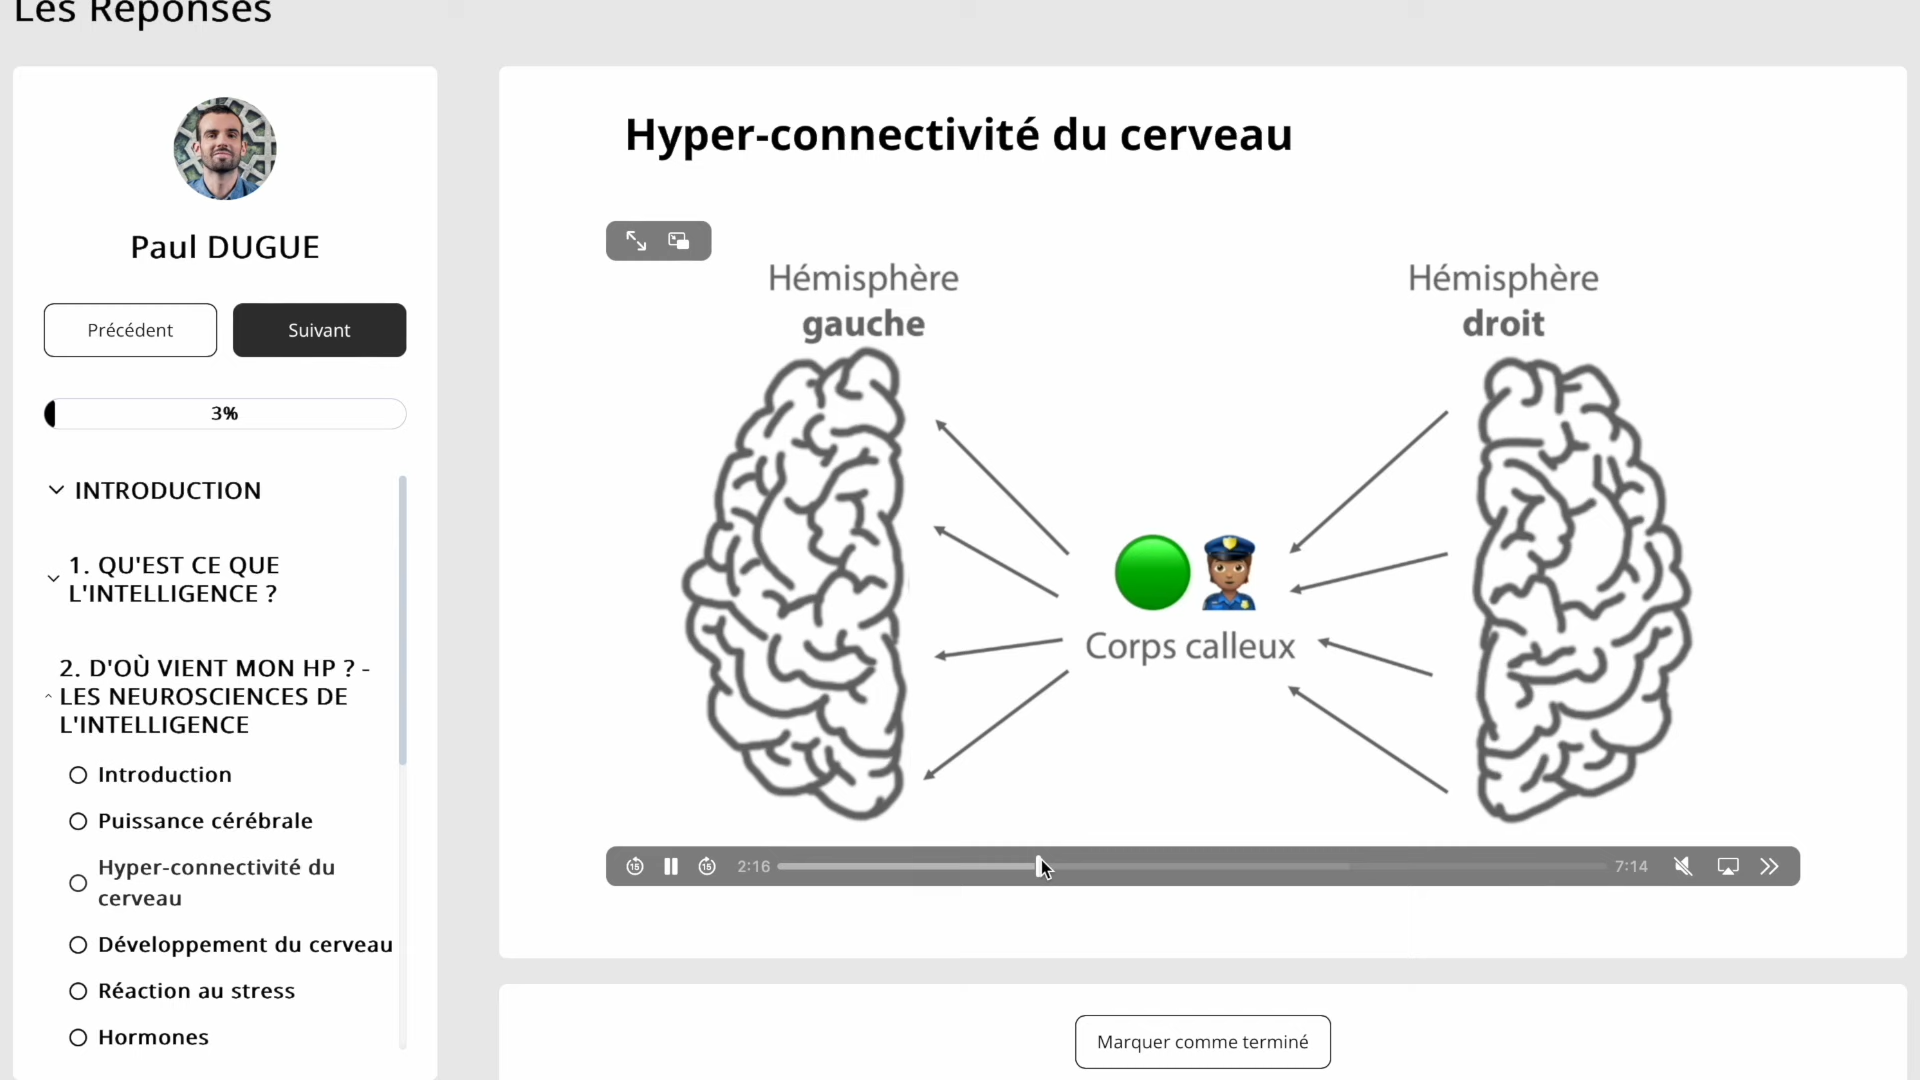 Les Réponses
Paul DUGUE
Précédent
Suivant
3%
INTRODUCTION
1. QU'EST CE QUE
L'INTELLIGENCE ?
2. D'OÙ VIENT MON HP ? -
LES NEUROSCIENCES DE
L'INTELLIGENCE
Introduction
Puissance cérébrale
Hyper-connectivité du
cerveau
Développement du cerveau
Réaction au stress
Hormones
Hyper-connectivité du cerveau
Hémisphère
gauche
Hémisphère
droit
Corps calleux
15
15
2:16
7:14
Marquer comme terminé